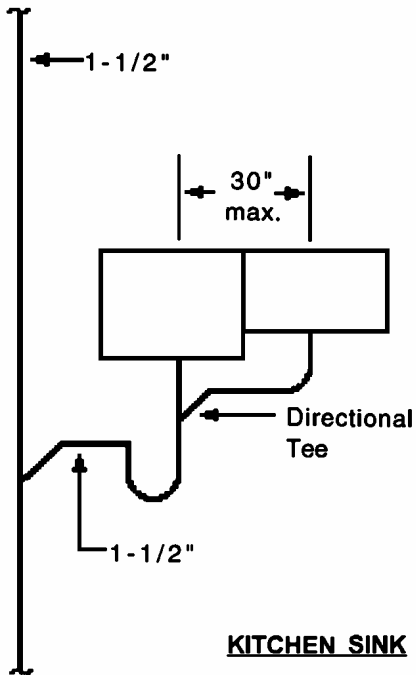 1-1/2"
30"
max.
Directional
Tee
1-1/2"
KITCHEN SINK